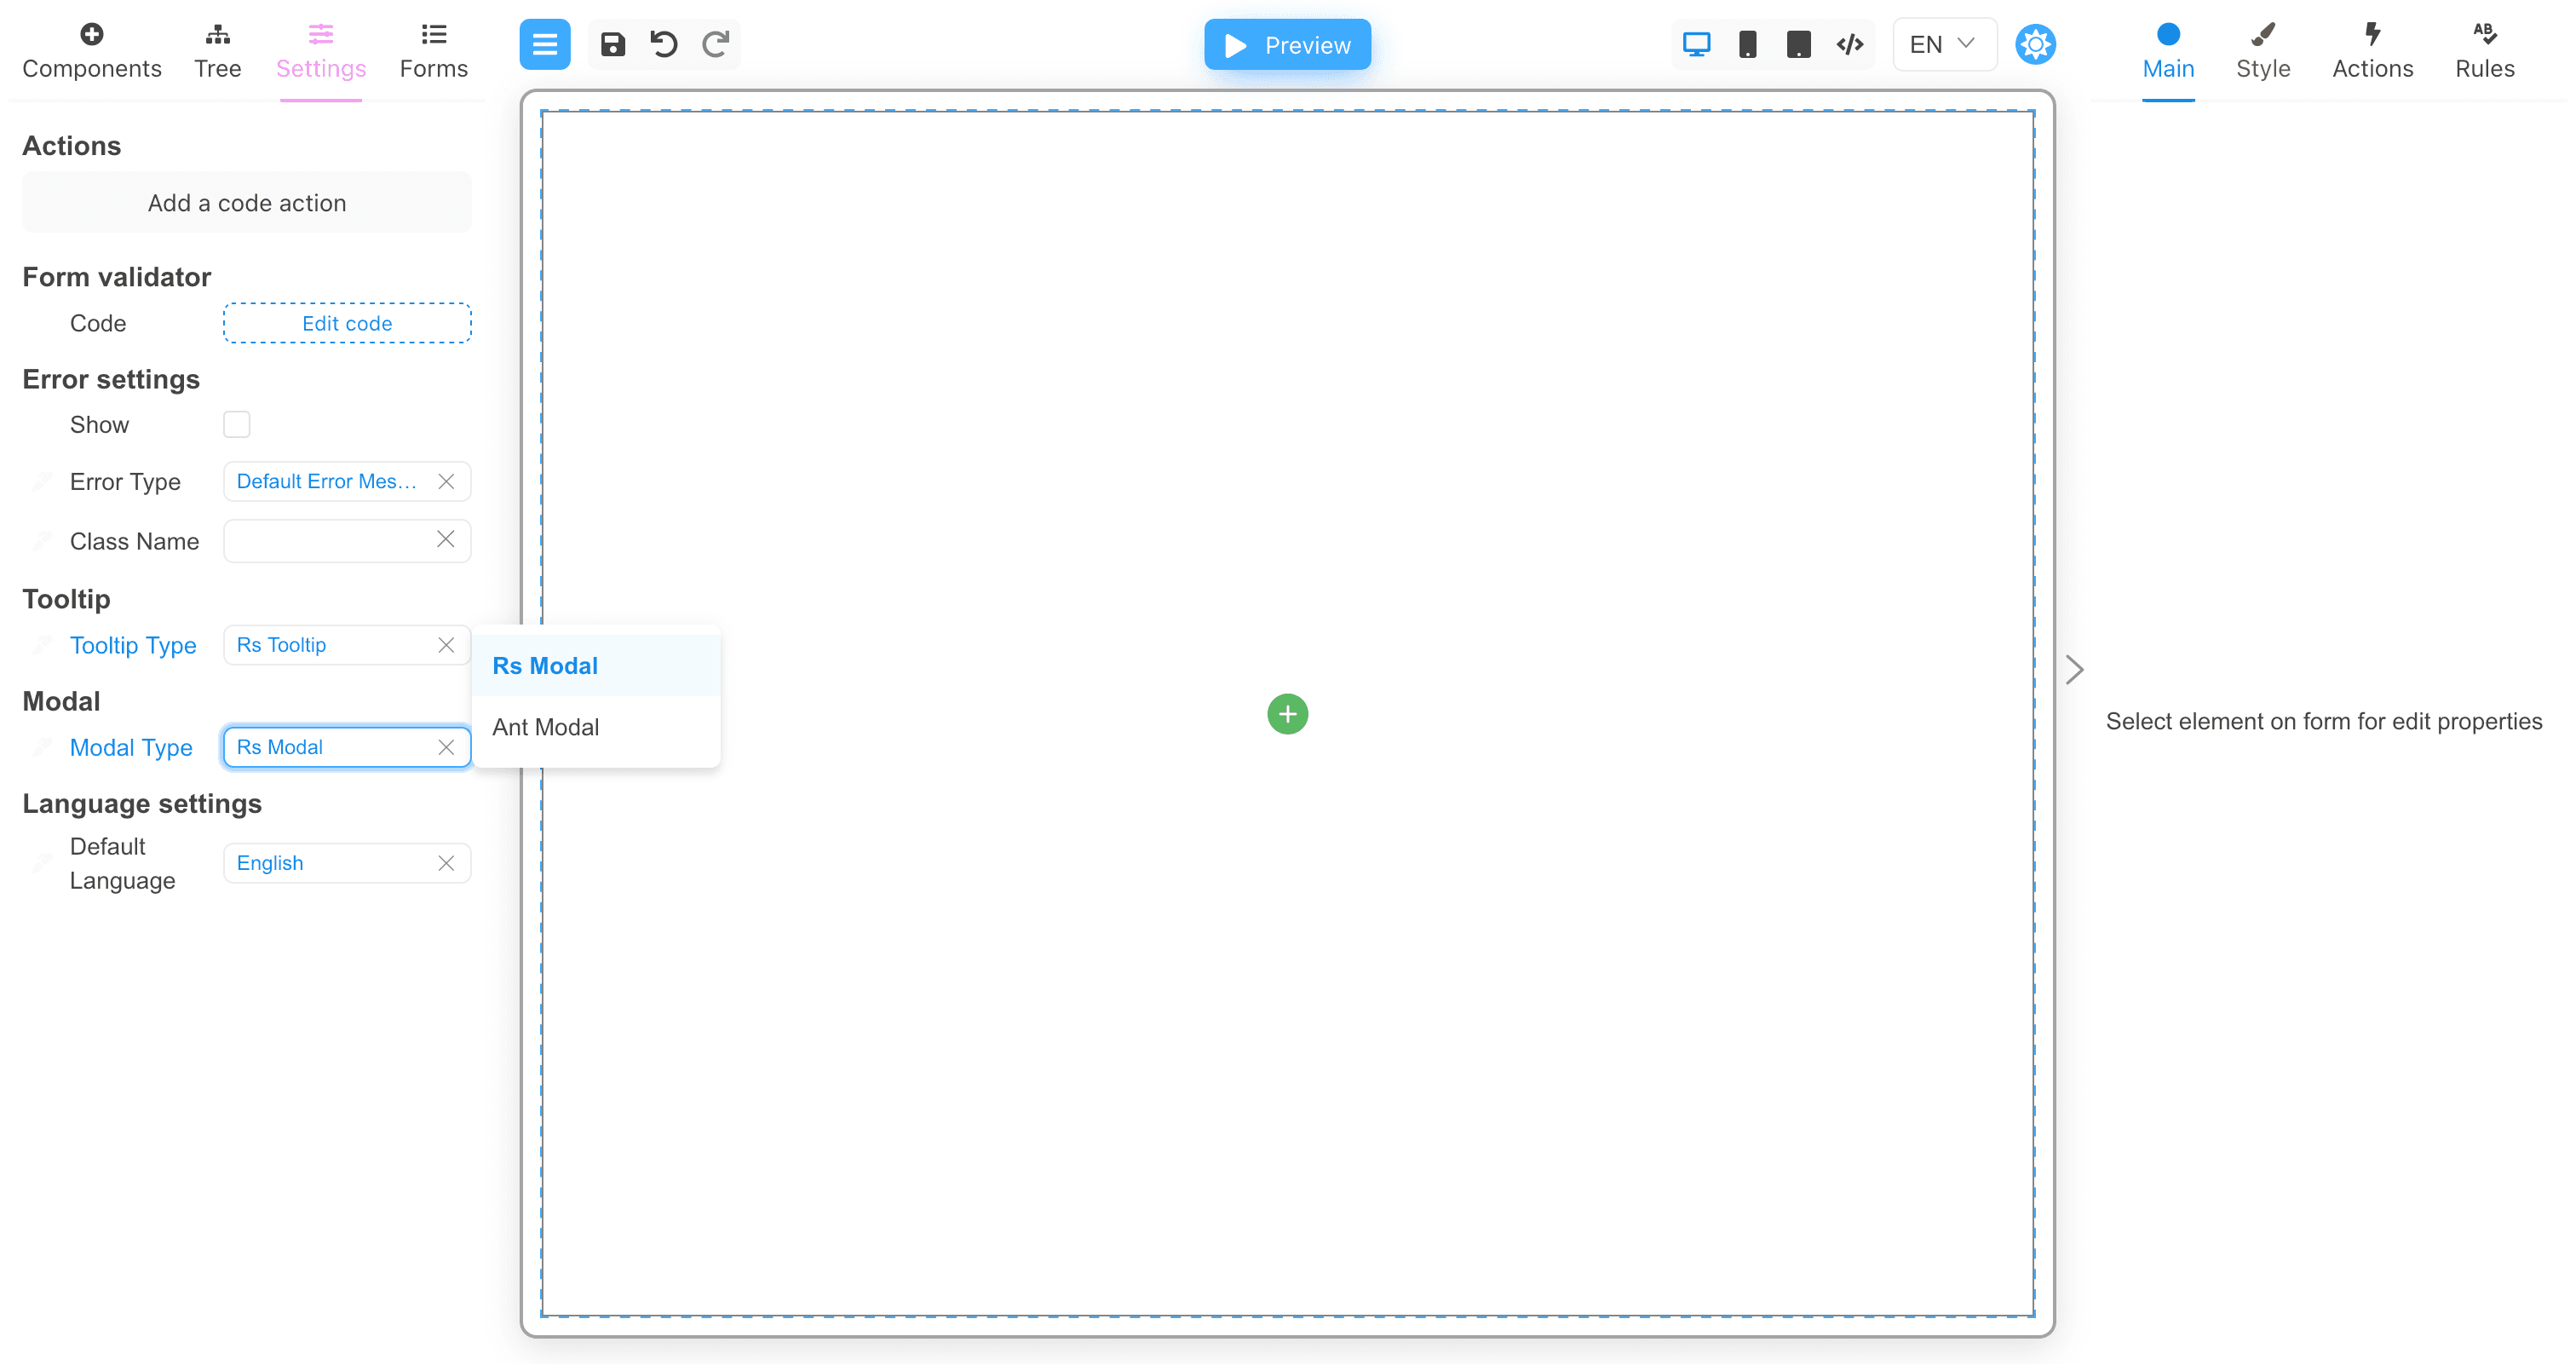 Components
Tree
Settings
Forms
Preview
EN
Main
Style
Actions
AB
Rules
Actions
Add a code action
Form validator
Code
Edit code
Error settings
Show
Error Type
Default Error Mes...
Class Name
Tooltip
Tooltip Type
Rs Tooltip
Modal
Modal Type
Rs Modal
Rs Modal
Ant Modal
Language settings
Default
Language
English
Select element on form for edit properties